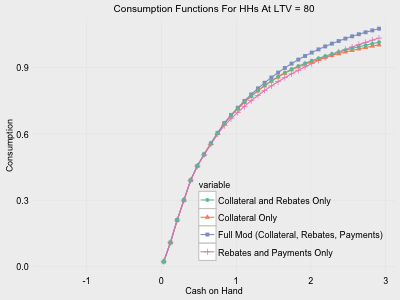 Consumption Functions For HHs At LTV = 80
Consumption
0.9
0.6
0.3
0.0
variable
Collateral and Rebates Only
Collateral Only
Full Mod (Collateral, Rebates, Payments)
Rebates and Payments Only
-1 0 1 2 3
Cash on Hand